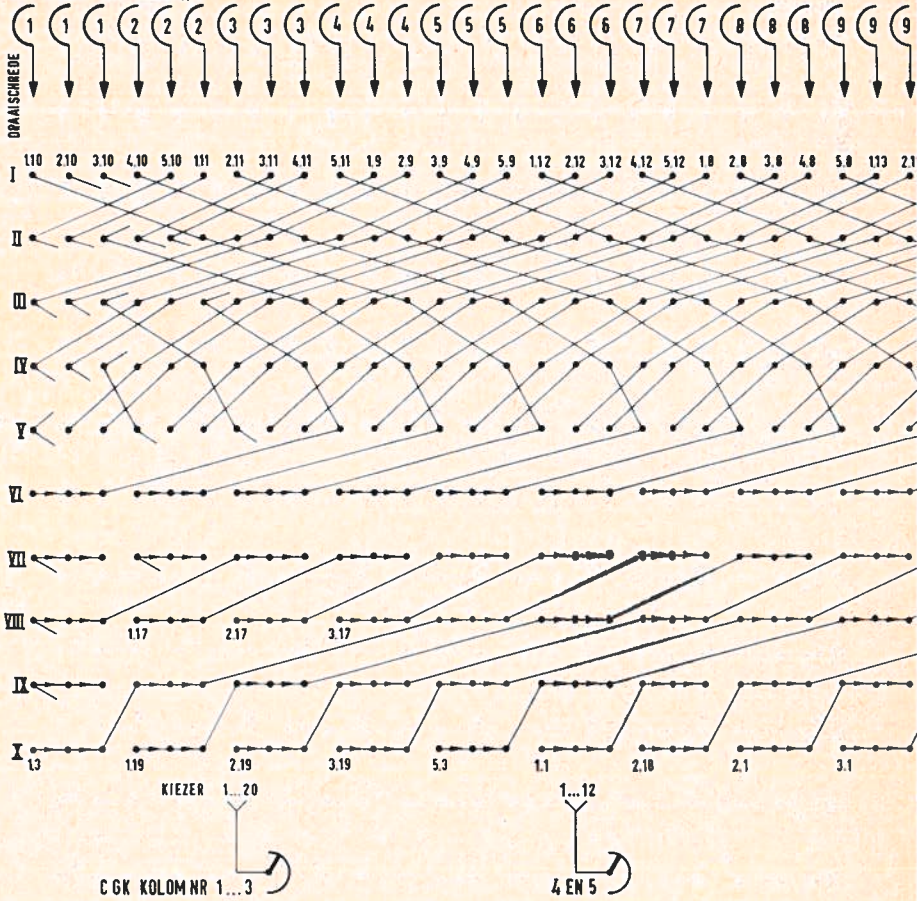 1 1 1 2 2 2 3 3 3 4 4 4 5 5 5 6 6 6 7 7 7 8 8 8 9 9 9
DRAAISCHREDE
I 1.10 2.10 3.10 4.10 5.10 1.11 2.11 3.11 4.11 5.11 1.9 2.9 3.9 4.9 5.9 1.12 2.12 3.12 4.12 5.12 1.8 2.8 3.8 4.8 5.8 1.13 2.1
II
III
IV
V
VI
VII
VIII
1.17 2.17 3.17
IX
X
1.3 1.19 2.19 3.19 5.3 1.1 2.18 2.1 3.1
KIEZER 1...20 1...12
C GK KOLOM NR 1...3 4 EN 5